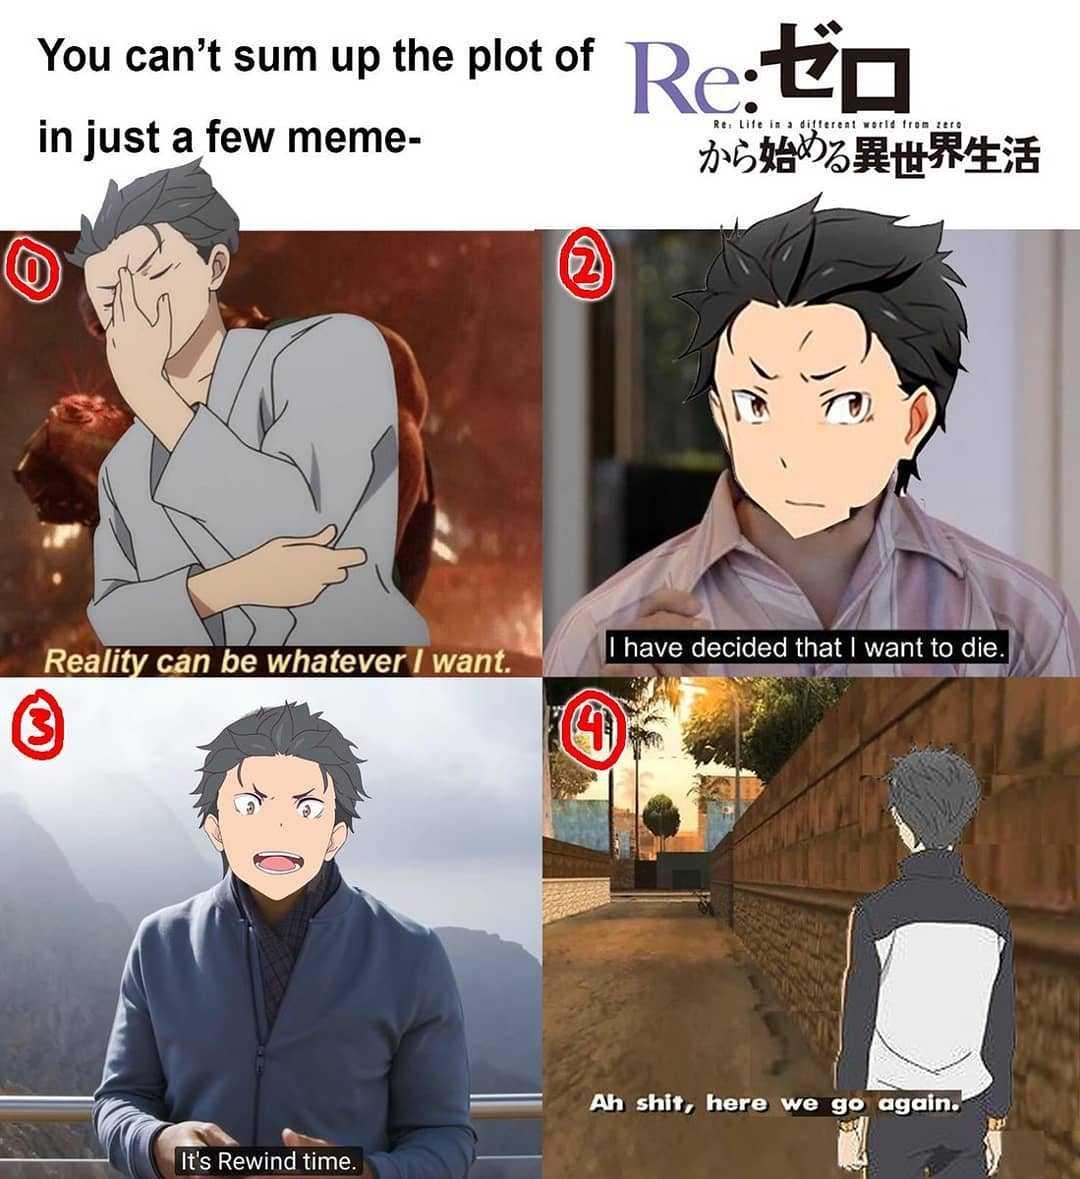 You can't sum up the plot of
in just a few meme-
Re:ゼロ
Re: Life in a different world from zero
から始める異世界生活
1
2
Reality can be whatever I want.
I have decided that I want to die.
3
4
It's Rewind time.
Ah shit, here we go again.